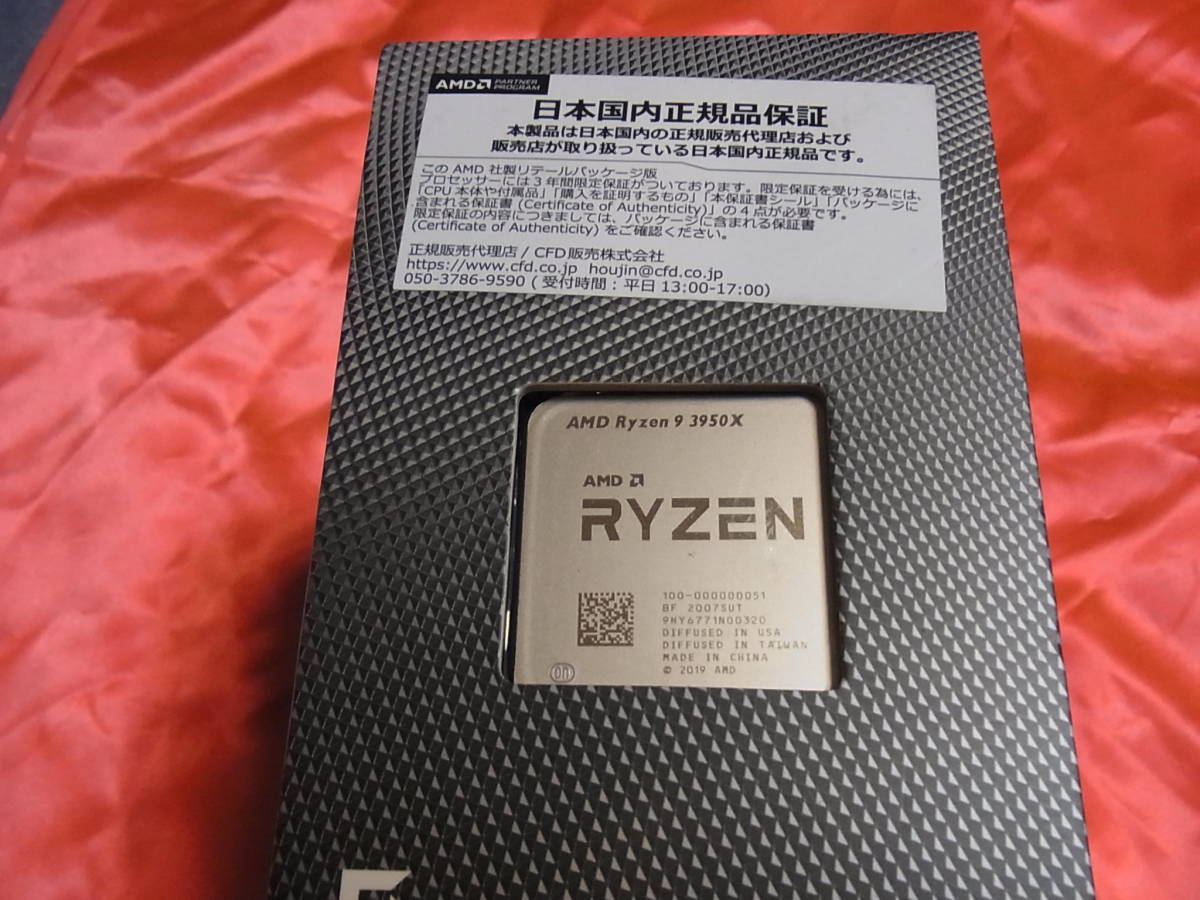 AMD PARTNER PROGRAM
日本国内正規品保証
本製品は日本国内の正規販売代理店および
販売店が取り扱っている日本国内正規品です。
この AMD 社製リテールパッケージ版
プロセッサーには 3 年間限定保証がついております。限定保証を受ける為には、
「CPU 本体や付属品」「購入を証明するもの」「本保証書シール」「パッケージに
含まれる保証書 (Certificate of Authenticity)」の 4 点が必要です。
限定保証の内容につきましては、パッケージに含まれる保証書
(Certificate of Authenticity) をご確認ください。
正規販売代理店 / CFD 販売株式会社
https://www.cfd.co.jp houjin@cfd.co.jp
050-3786-9590 ( 受付時間 : 平日 13:00-17:00)
AMD Ryzen 9 3950X
AMD
RYZEN
100-000000051
BF 2007SUT
9HY6771N00320
DIFFUSED IN USA
DIFFUSED IN TAIWAN
MADE IN CHINA
© 2019 AMD